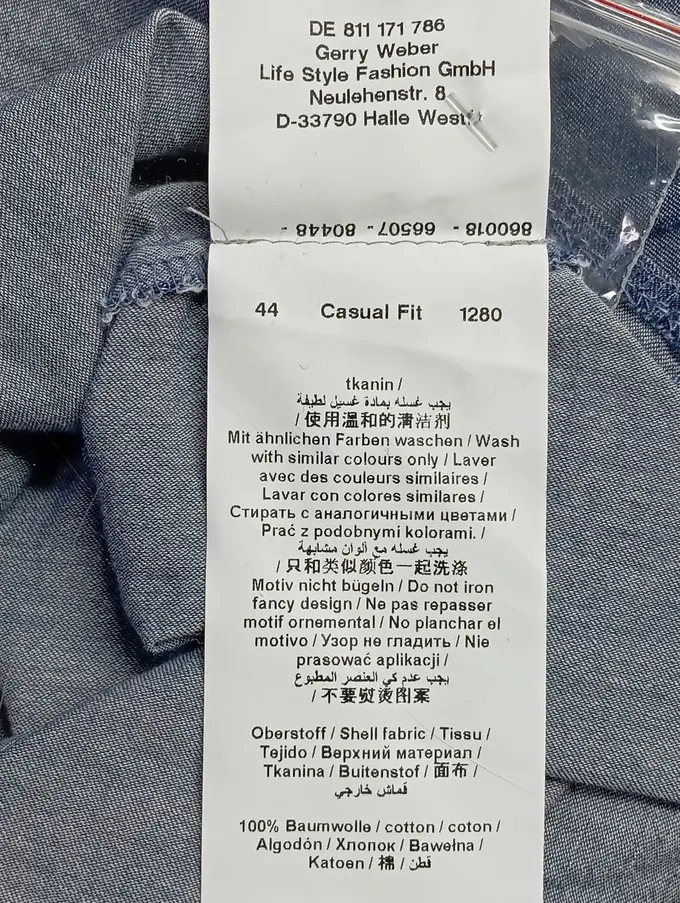 DE 811 171 786
Gerry Weber
Life Style Fashion GmbH
Neulehenstr. 8
D-33790 Halle Westf.
860018 - 66507 - 80448 -
44 Casual Fit 1280
tkanin /
يجب غسله بمادة غسيل لطيفة
/ 使用温和的清洁剂
Mit ähnlichen Farben waschen / Wash
with similar colours only / Laver
avec des couleurs similaires /
Lavar con colores similares /
Стирать с аналогичными цветами /
Prać z podobnymi kolorami. /
يجب غسله مع ألوان مشابهة
/ 只和类似颜色一起洗涤
Motiv nicht bügeln / Do not iron
fancy design / Ne pas repasser
motif ornemental / No planchar el
motivo / Узор не гладить / Nie
prasować aplikacji /
يجب عدم كي العنصر المطبوع
/ 不要熨烫图案
Oberstoff / Shell fabric / Tissu /
Tejido / Верхний материал /
Tkanina / Buitenstof / 面布 /
قماش خارجي
100% Baumwolle / cotton / coton /
Algodón / Хлопок / Bawełna /
Katoen / 棉 / قطن